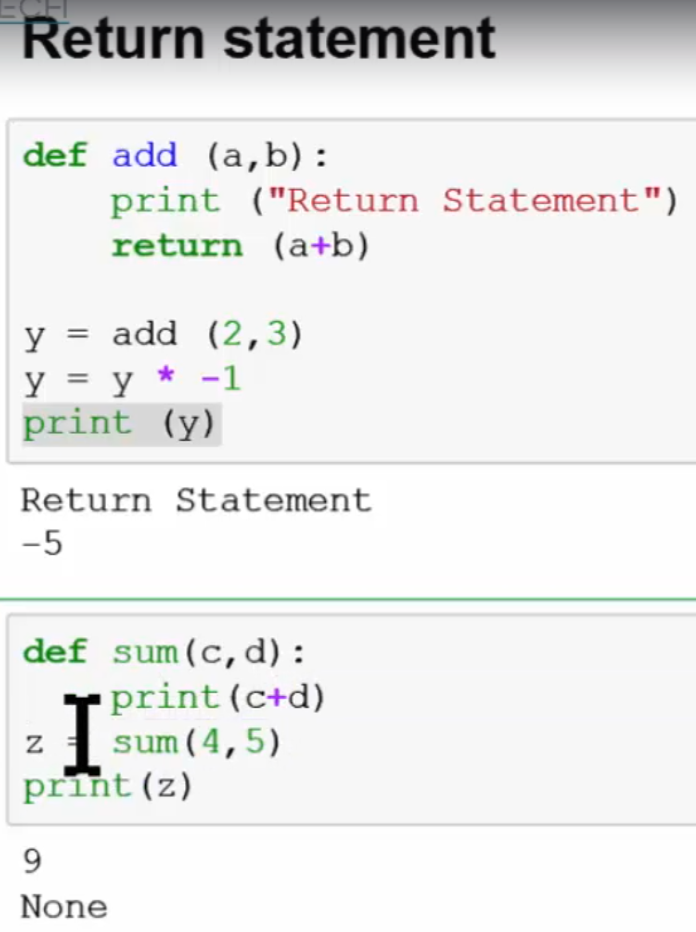 ECH
Return statement
def add (a,b):
    print ("Return Statement")
    return (a+b)
y = add (2,3)
y = y * -1
print (y)
Return Statement
-5
def sum(c,d):
    print(c+d)
z = sum(4,5)
print(z)
9
None